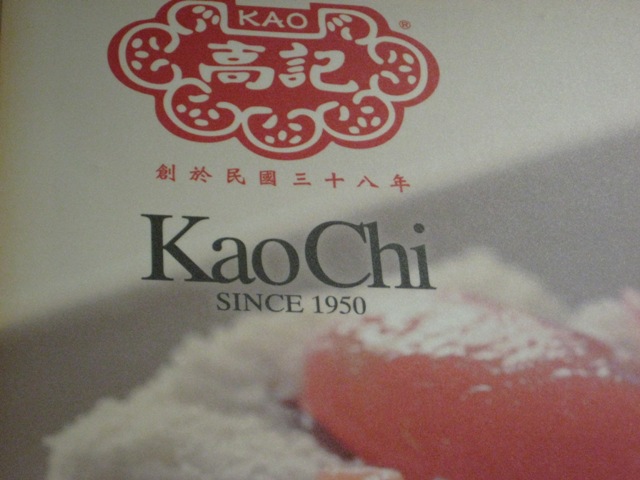 KAO
®
高記
創於民國三十八年
KaoChi
SINCE 1950